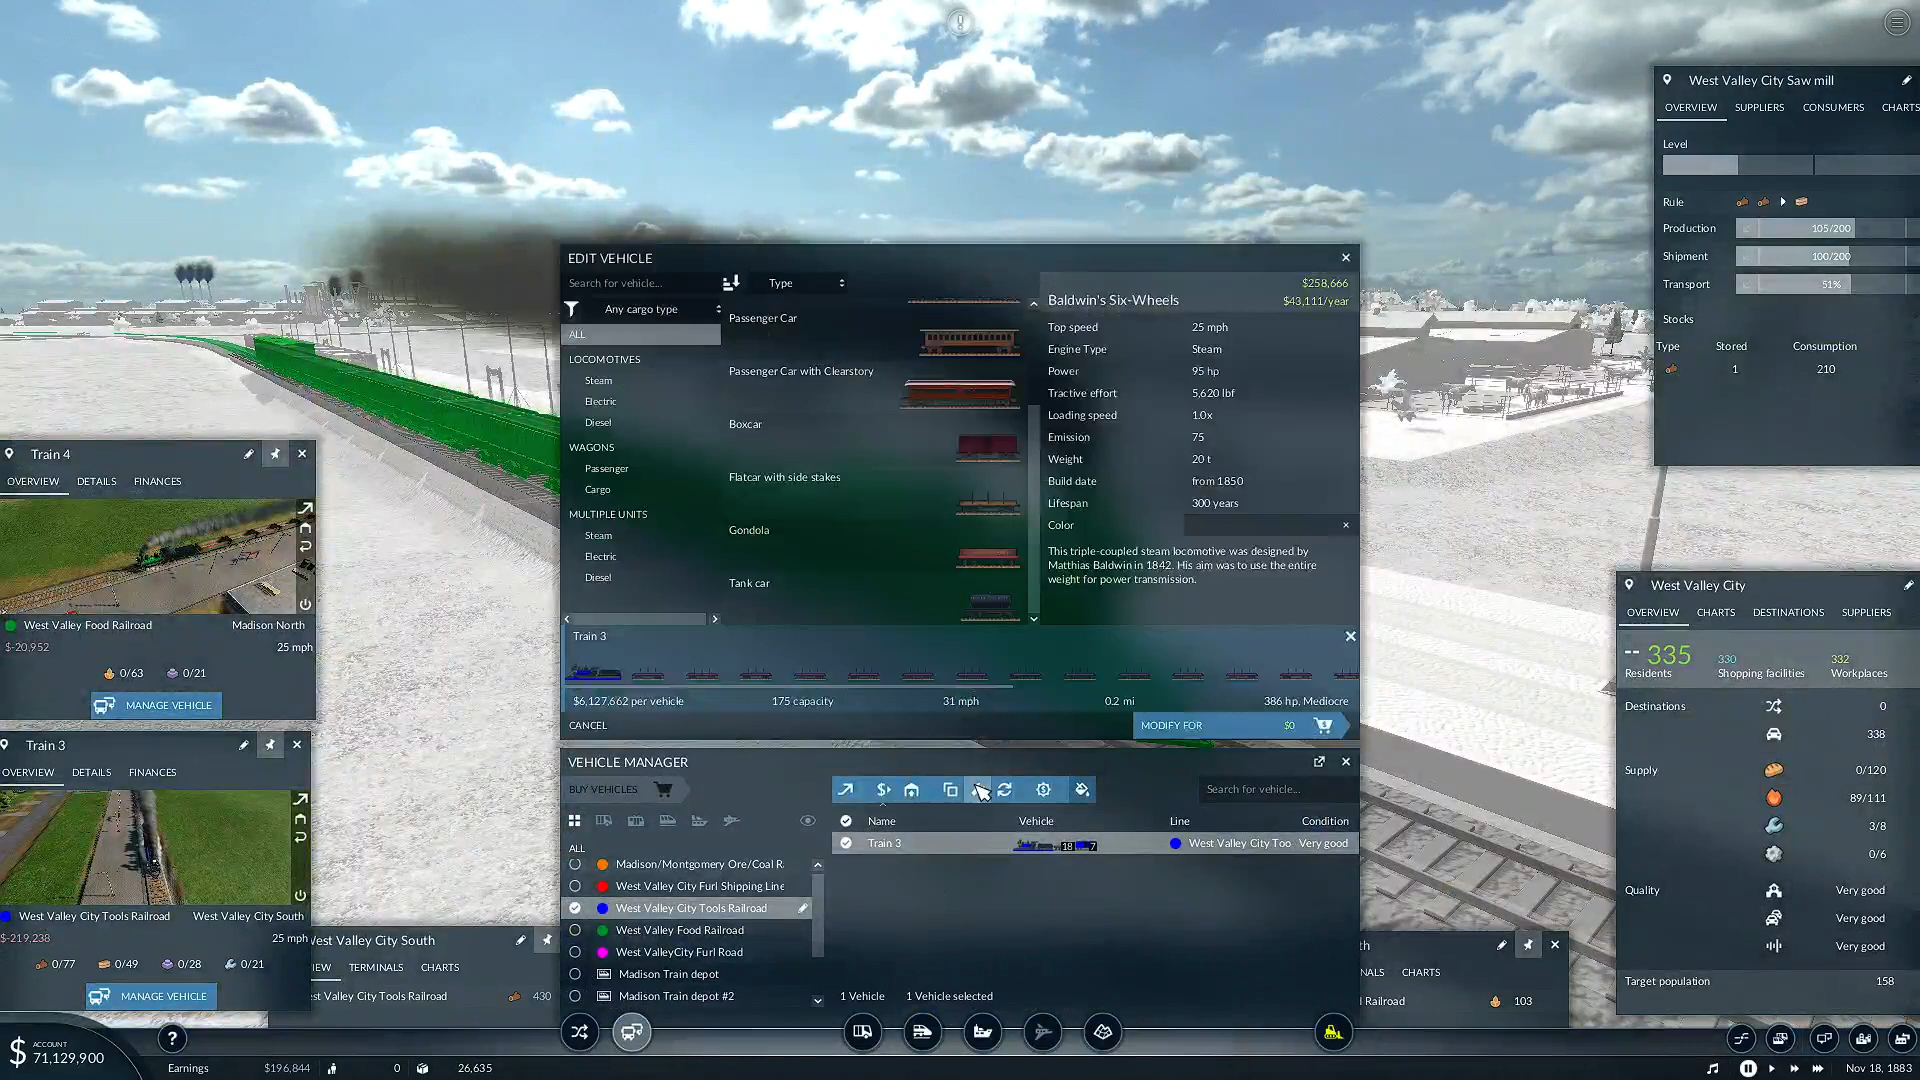 West Valley City Saw mill
OVERVIEW SUPPLIERS CONSUMERS CHARTS
Level
Rule
Production 105/200
Shipment 100/200
Transport 51%
Stocks
Type Stored Consumption
1 210
EDIT VEHICLE
Search for vehicle...
Type
Any cargo type
ALL
LOCOMOTIVES
Steam
Electric
Diesel
WAGONS
Passenger
Cargo
MULTIPLE UNITS
Steam
Electric
Diesel
Passenger Car
Passenger Car with Clearstory
Boxcar
Flatcar with side stakes
Gondola
Tank car
$258,666
Baldwin's Six-Wheels
$43,111/year
Top speed 25 mph
Engine Type Steam
Power 95 hp
Tractive effort 5,620 lbf
Loading speed 1.0x
Emission 75
Weight 20 t
Build date from 1850
Lifespan 300 years
Color
This triple-coupled steam locomotive was designed by
Matthias Baldwin in 1842. His aim was to use the entire
weight for power transmission.
Train 3
$6,127,662 per vehicle 175 capacity 31 mph 0.2 mi 386 hp, Mediocre
CANCEL
MODIFY FOR $0
Train 4
OVERVIEW DETAILS FINANCES
West Valley Food Railroad Madison North
$-20,952 25 mph
0/63 0/21
MANAGE VEHICLE
Train 3
OVERVIEW DETAILS FINANCES
West Valley City Tools Railroad West Valley City South
$-219,238 25 mph
0/77 0/49 0/28 0/21
MANAGE VEHICLE
West Valley City South
TERMINALS CHARTS
West Valley City Tools Railroad 430
VEHICLE MANAGER
BUY VEHICLES
Search for vehicle...
ALL
Madison/Montgomery Ore/Coal R
West Valley City Furl Shipping Line
West Valley City Tools Railroad
West Valley Food Railroad
West ValleyCity Furl Road
Madison Train depot
Madison Train depot #2
Name Vehicle Line Condition
Train 3 18 7 West Valley City Too Very good
1 Vehicle 1 Vehicle selected
CHARTS
Railroad 103
West Valley City
OVERVIEW CHARTS DESTINATIONS SUPPLIERS
-- 335 330 332
Residents Shopping facilities Workplaces
Destinations 0
338
Supply 0/120
89/111
3/8
0/6
Quality Very good
Very good
Very good
Target population 158
$ ACCOUNT
71,129,900
?
Earnings $196,844 0 26,635
Nov 18, 1883